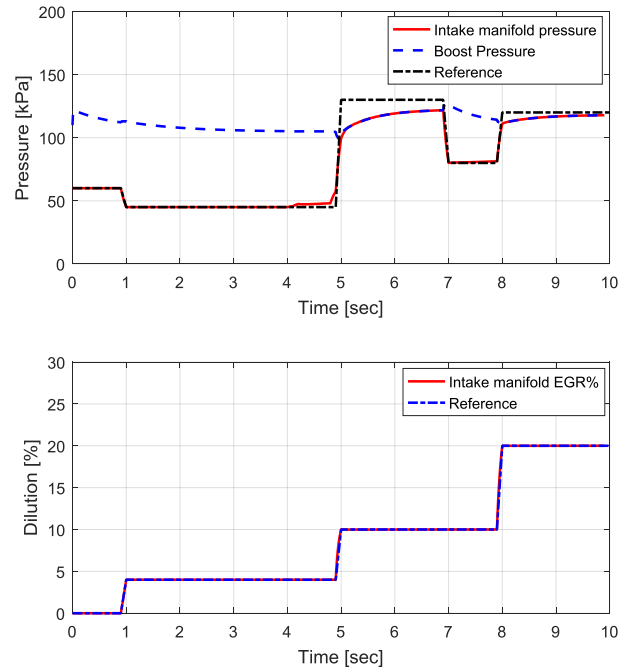 200
150
100
50
0
Pressure [kPa]
Intake manifold pressure
Boost Pressure
Reference
0 1 2 3 4 5 6 7 8 9 10
Time [sec]
30
25
20
15
10
5
0
Dilution [%]
Intake manifold EGR%
Reference
0 1 2 3 4 5 6 7 8 9 10
Time [sec]